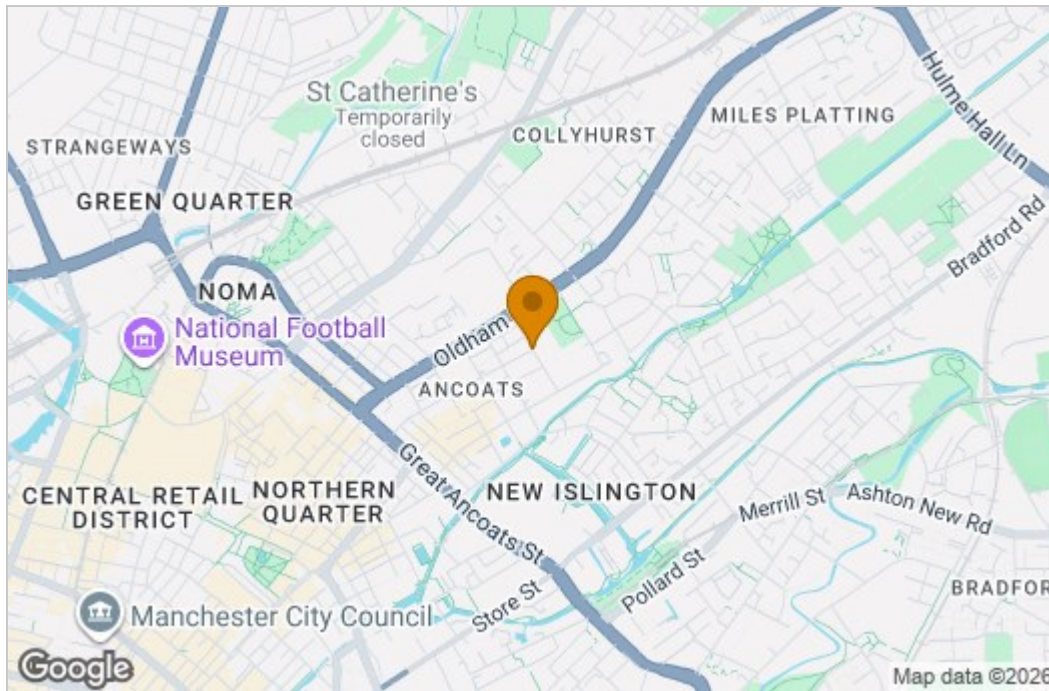 St Catherine's
Temporarily
closed
COLLYHURST
MILES PLATTING
Hulme Hall Ln
STRANGEWAYS
GREEN QUARTER
Bradford Rd
NOMA
National Football
Museum
Oldham
ANCOATS
Great Ancoats St
CENTRAL RETAIL
DISTRICT
NORTHERN
QUARTER
NEW ISLINGTON
Merrill St
Ashton New Rd
Pollard St
Store St
BRADFOR
Manchester City Council
Google
Map data ©2026